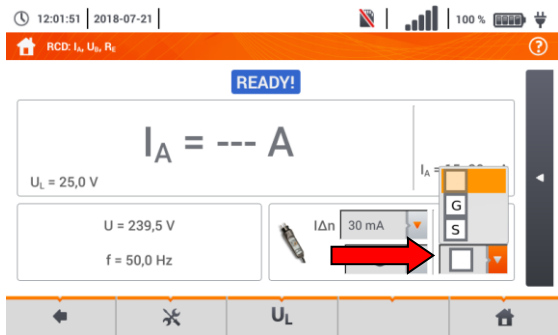 12:01:51 2018-07-21 100 %
RCD: IA, UB, RE
?
READY!
IA = --- A
UL = 25,0 V
IA =
G
S
U = 239,5 V
f = 50,0 Hz
IΔn 30 mA
UL